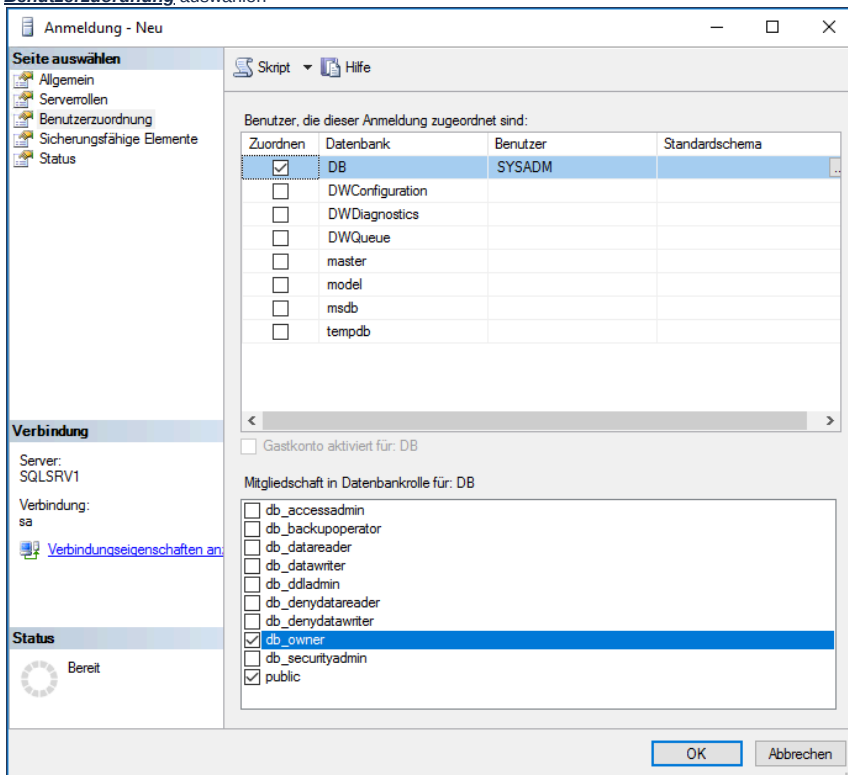 Benutzerzuordnung auswählen
Anmeldung - Neu
Seite auswählen
Allgemein
Serverrollen
Benutzerzuordnung
Sicherungsfähige Elemente
Status
Skript
Hilfe
Benutzer, die dieser Anmeldung zugeordnet sind:
Zuordnen Datenbank Benutzer Standardschema
DB SYSADM ..
DWConfiguration
DWDiagnostics
DWQueue
master
model
msdb
tempdb
Gastkonto aktiviert für: DB
Mitgliedschaft in Datenbankrolle für: DB
db_accessadmin
db_backupoperator
db_datareader
db_datawriter
db_ddladmin
db_denydatareader
db_denydatawriter
db_owner
db_securityadmin
public
Verbindung
Server:
SQLSRV1
Verbindung:
sa
Verbindungseigenschaften an
Status
Bereit
OK
Abbrechen